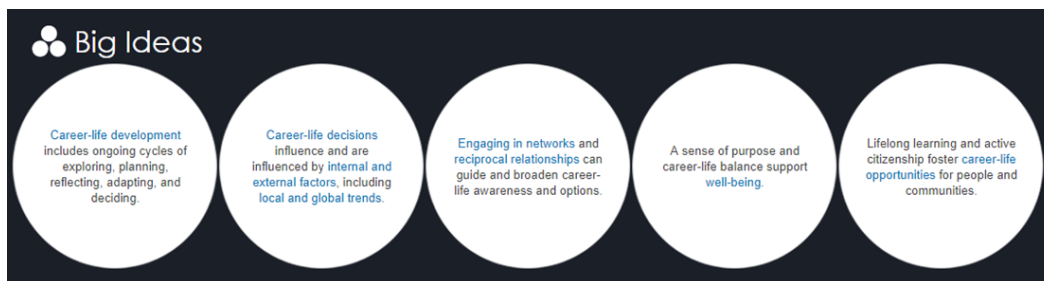 Big Ideas
Career-life development
includes ongoing cycles of
exploring, planning,
reflecting, adapting, and
deciding.
Career-life decisions
influence and are
influenced by internal and
external factors, including
local and global trends.
Engaging in networks and
reciprocal relationships can
guide and broaden career-
life awareness and options.
A sense of purpose and
career-life balance support
well-being.
Lifelong learning and active
citizenship foster career-life
opportunities for people and
communities.